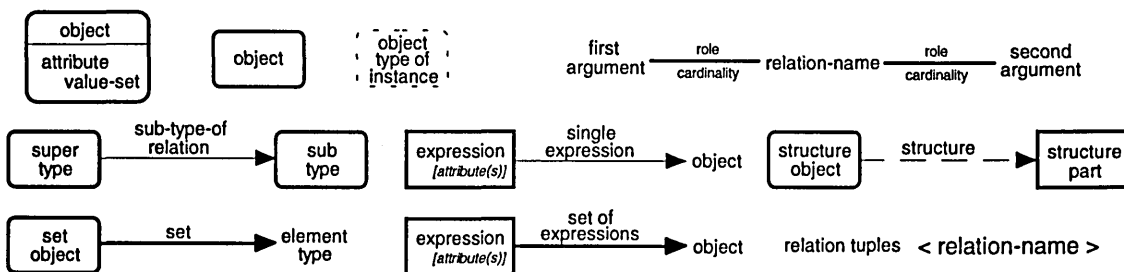 object
attribute
value-set
object
object
type of
instance
first
argument
role
cardinality
relation-name
role
cardinality
second
argument
super
type
sub-type-of
relation
sub
type
expression
[attribute(s)]
single
expression
object
structure
object
structure
structure
part
set
object
set
element
type
expression
[attribute(s)]
set of
expressions
object
relation tuples < relation-name >